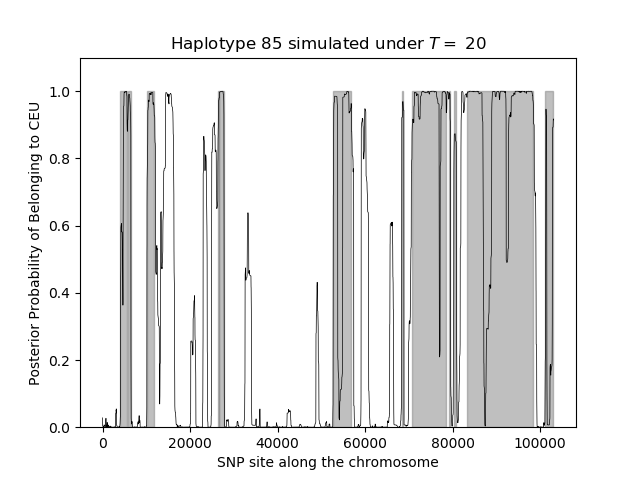 Haplotype 85 simulated under T = 20
Posterior Probability of Belonging to CEU
1.0
0.8
0.6
0.4
0.2
0.0
0 20000 40000 60000 80000 100000
SNP site along the chromosome